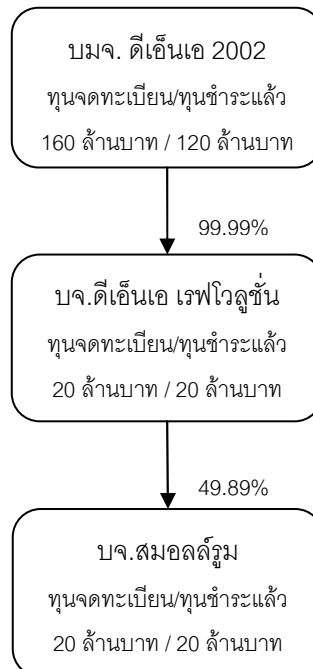 บมจ. ดีเอ็นเอ 2002
ทุนจดทะเบียน/ทุนชำระแล้ว
160 ล้านบาท / 120 ล้านบาท
99.99%
บจ.ดีเอ็นเอ เรฟโวลูชั่น
ทุนจดทะเบียน/ทุนชำระแล้ว
20 ล้านบาท / 20 ล้านบาท
49.89%
บจ.สมอลล์รูม
ทุนจดทะเบียน/ทุนชำระแล้ว
20 ล้านบาท / 20 ล้านบาท